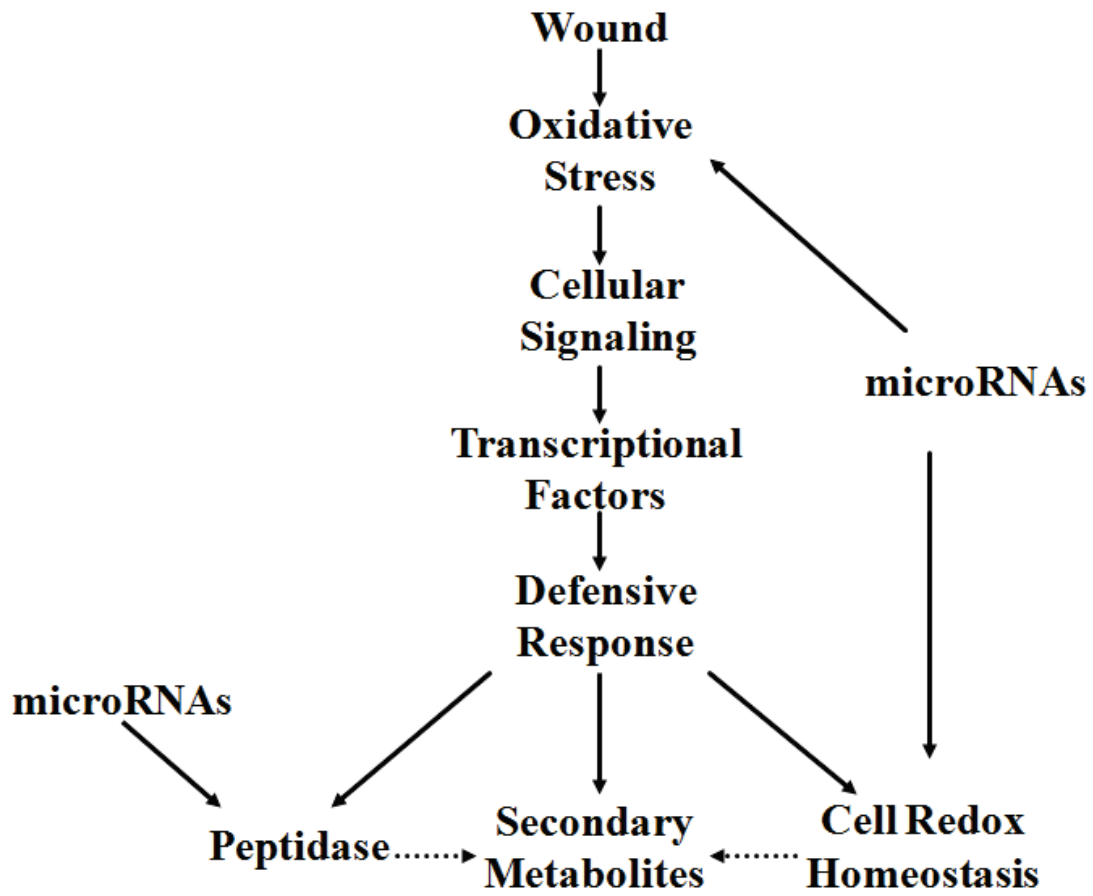 Wound
Oxidative
Stress
Cellular
Signaling
microRNAs
Transcriptional
Factors
Defensive
Response
microRNAs
Peptidase
Secondary
Metabolites
Cell Redox
Homeostasis